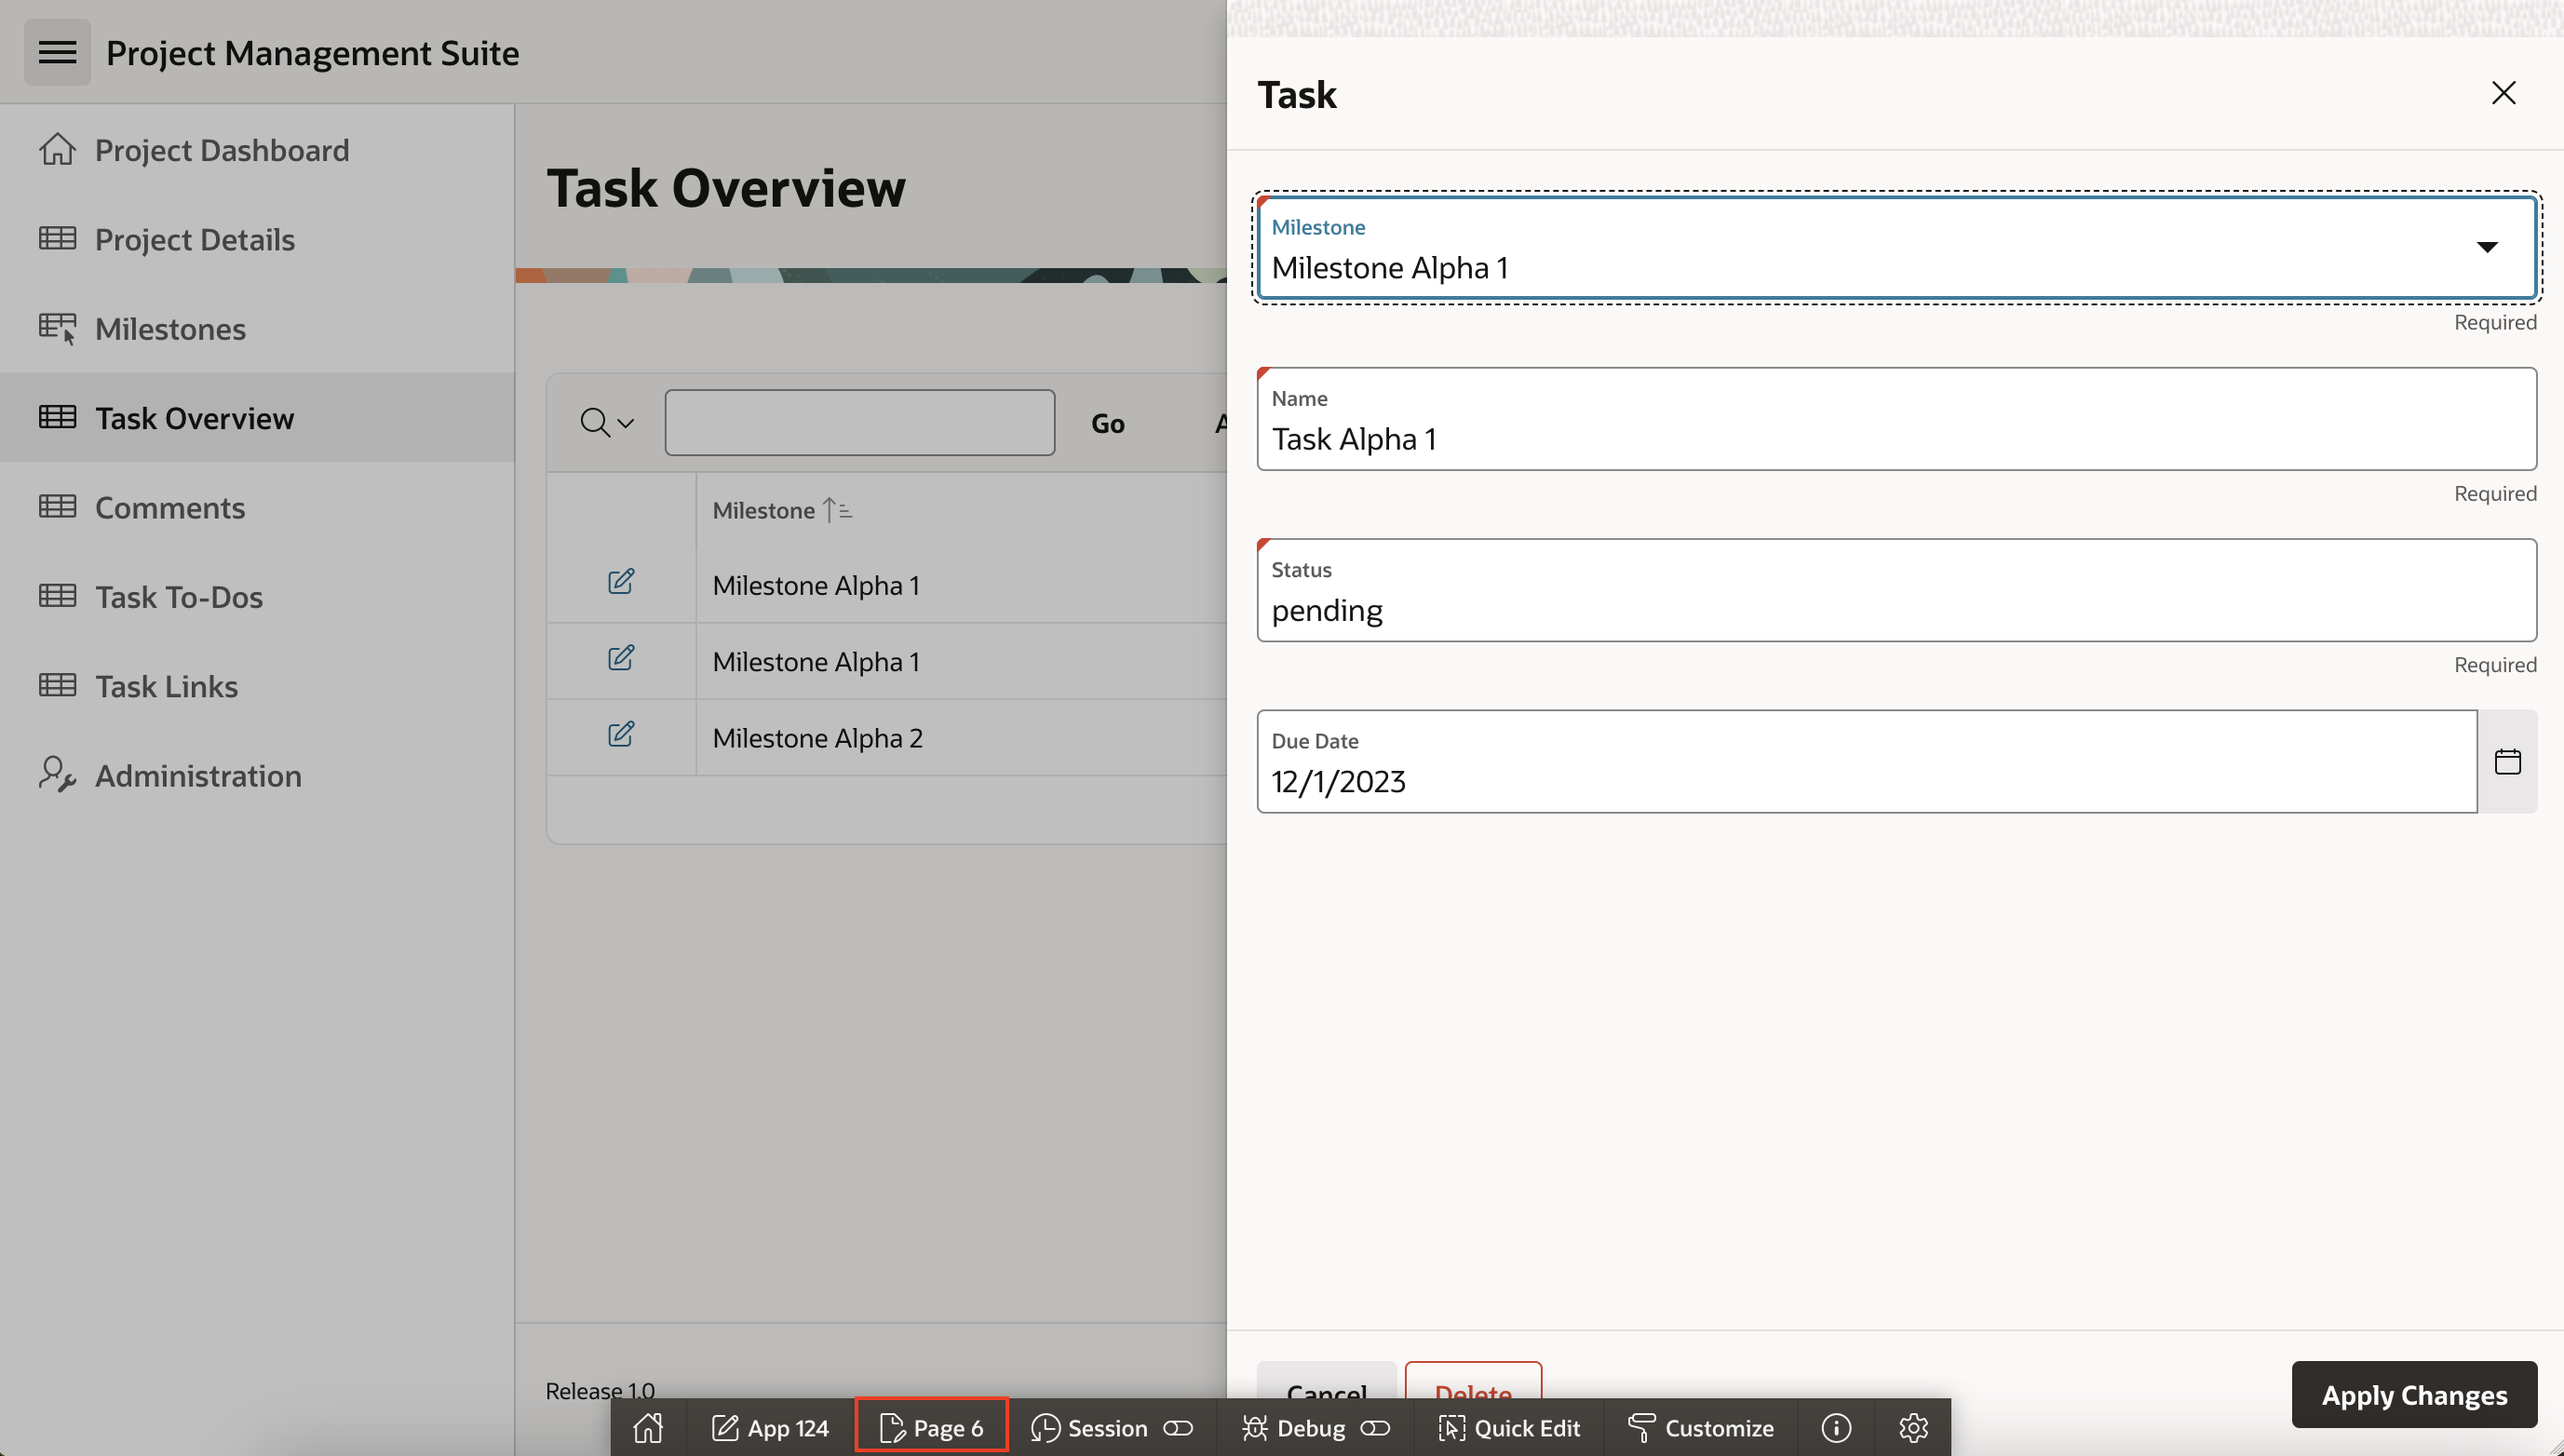 Project Management Suite
Project Dashboard
Project Details
Milestones
Task Overview
Comments
Task To-Dos
Task Links
Administration
Task Overview
Go
Milestone
Milestone Alpha 1
Milestone Alpha 1
Milestone Alpha 2
Release 1.0
Task
Milestone
Milestone Alpha 1
Required
Name
Task Alpha 1
Required
Status
pending
Required
Due Date
12/1/2023
Cancel
Delete
Apply Changes
App 124
Page 6
Session
Debug
Quick Edit
Customize